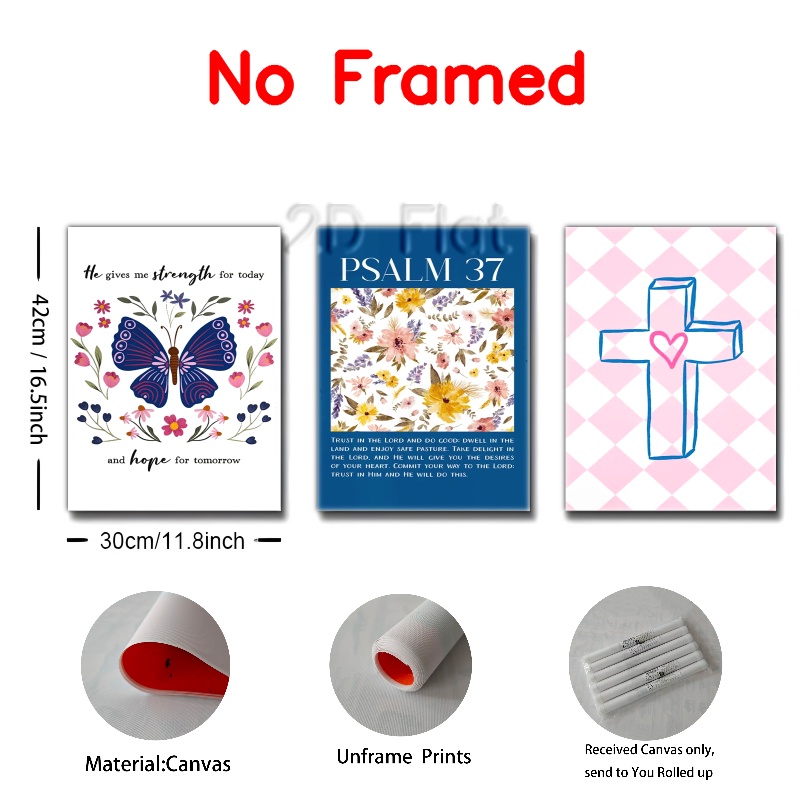 No Framed
2D Flat
He gives me strength for today
and hope for tomorrow
PSALM 37
Trust in the Lord and do good; dwell in the
land and enjoy safe pasture. Take delight in
the Lord, and He will give you the desires
of your heart. Commit your way to the Lord;
trust in Him and He will do this.
42cm / 16.5inch
30cm/11.8inch
Material:Canvas
Unframe Prints
Received Canvas only,
send to You Rolled up